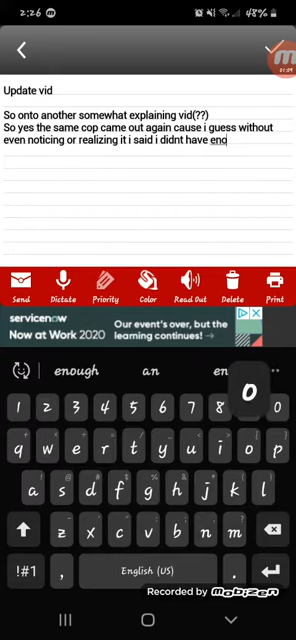 2:26
48%
01:09
Update vid
So onto another somewhat explaining vid(??)
So yes the same cop came out again cause i guess without
even noticing or realizing it i said i didnt have eno
Send Dictate Priority Color Read Out Delete Print
servicenow
Now at Work 2020
Our event's over, but the
learning continues!
enough an en
1 2 3 4 5 6 7 8 0
o
q w e r t y u i o p
a s d f g h j k l
z x c v b n m
!#1 , English (US) .
Recorded by mobizen